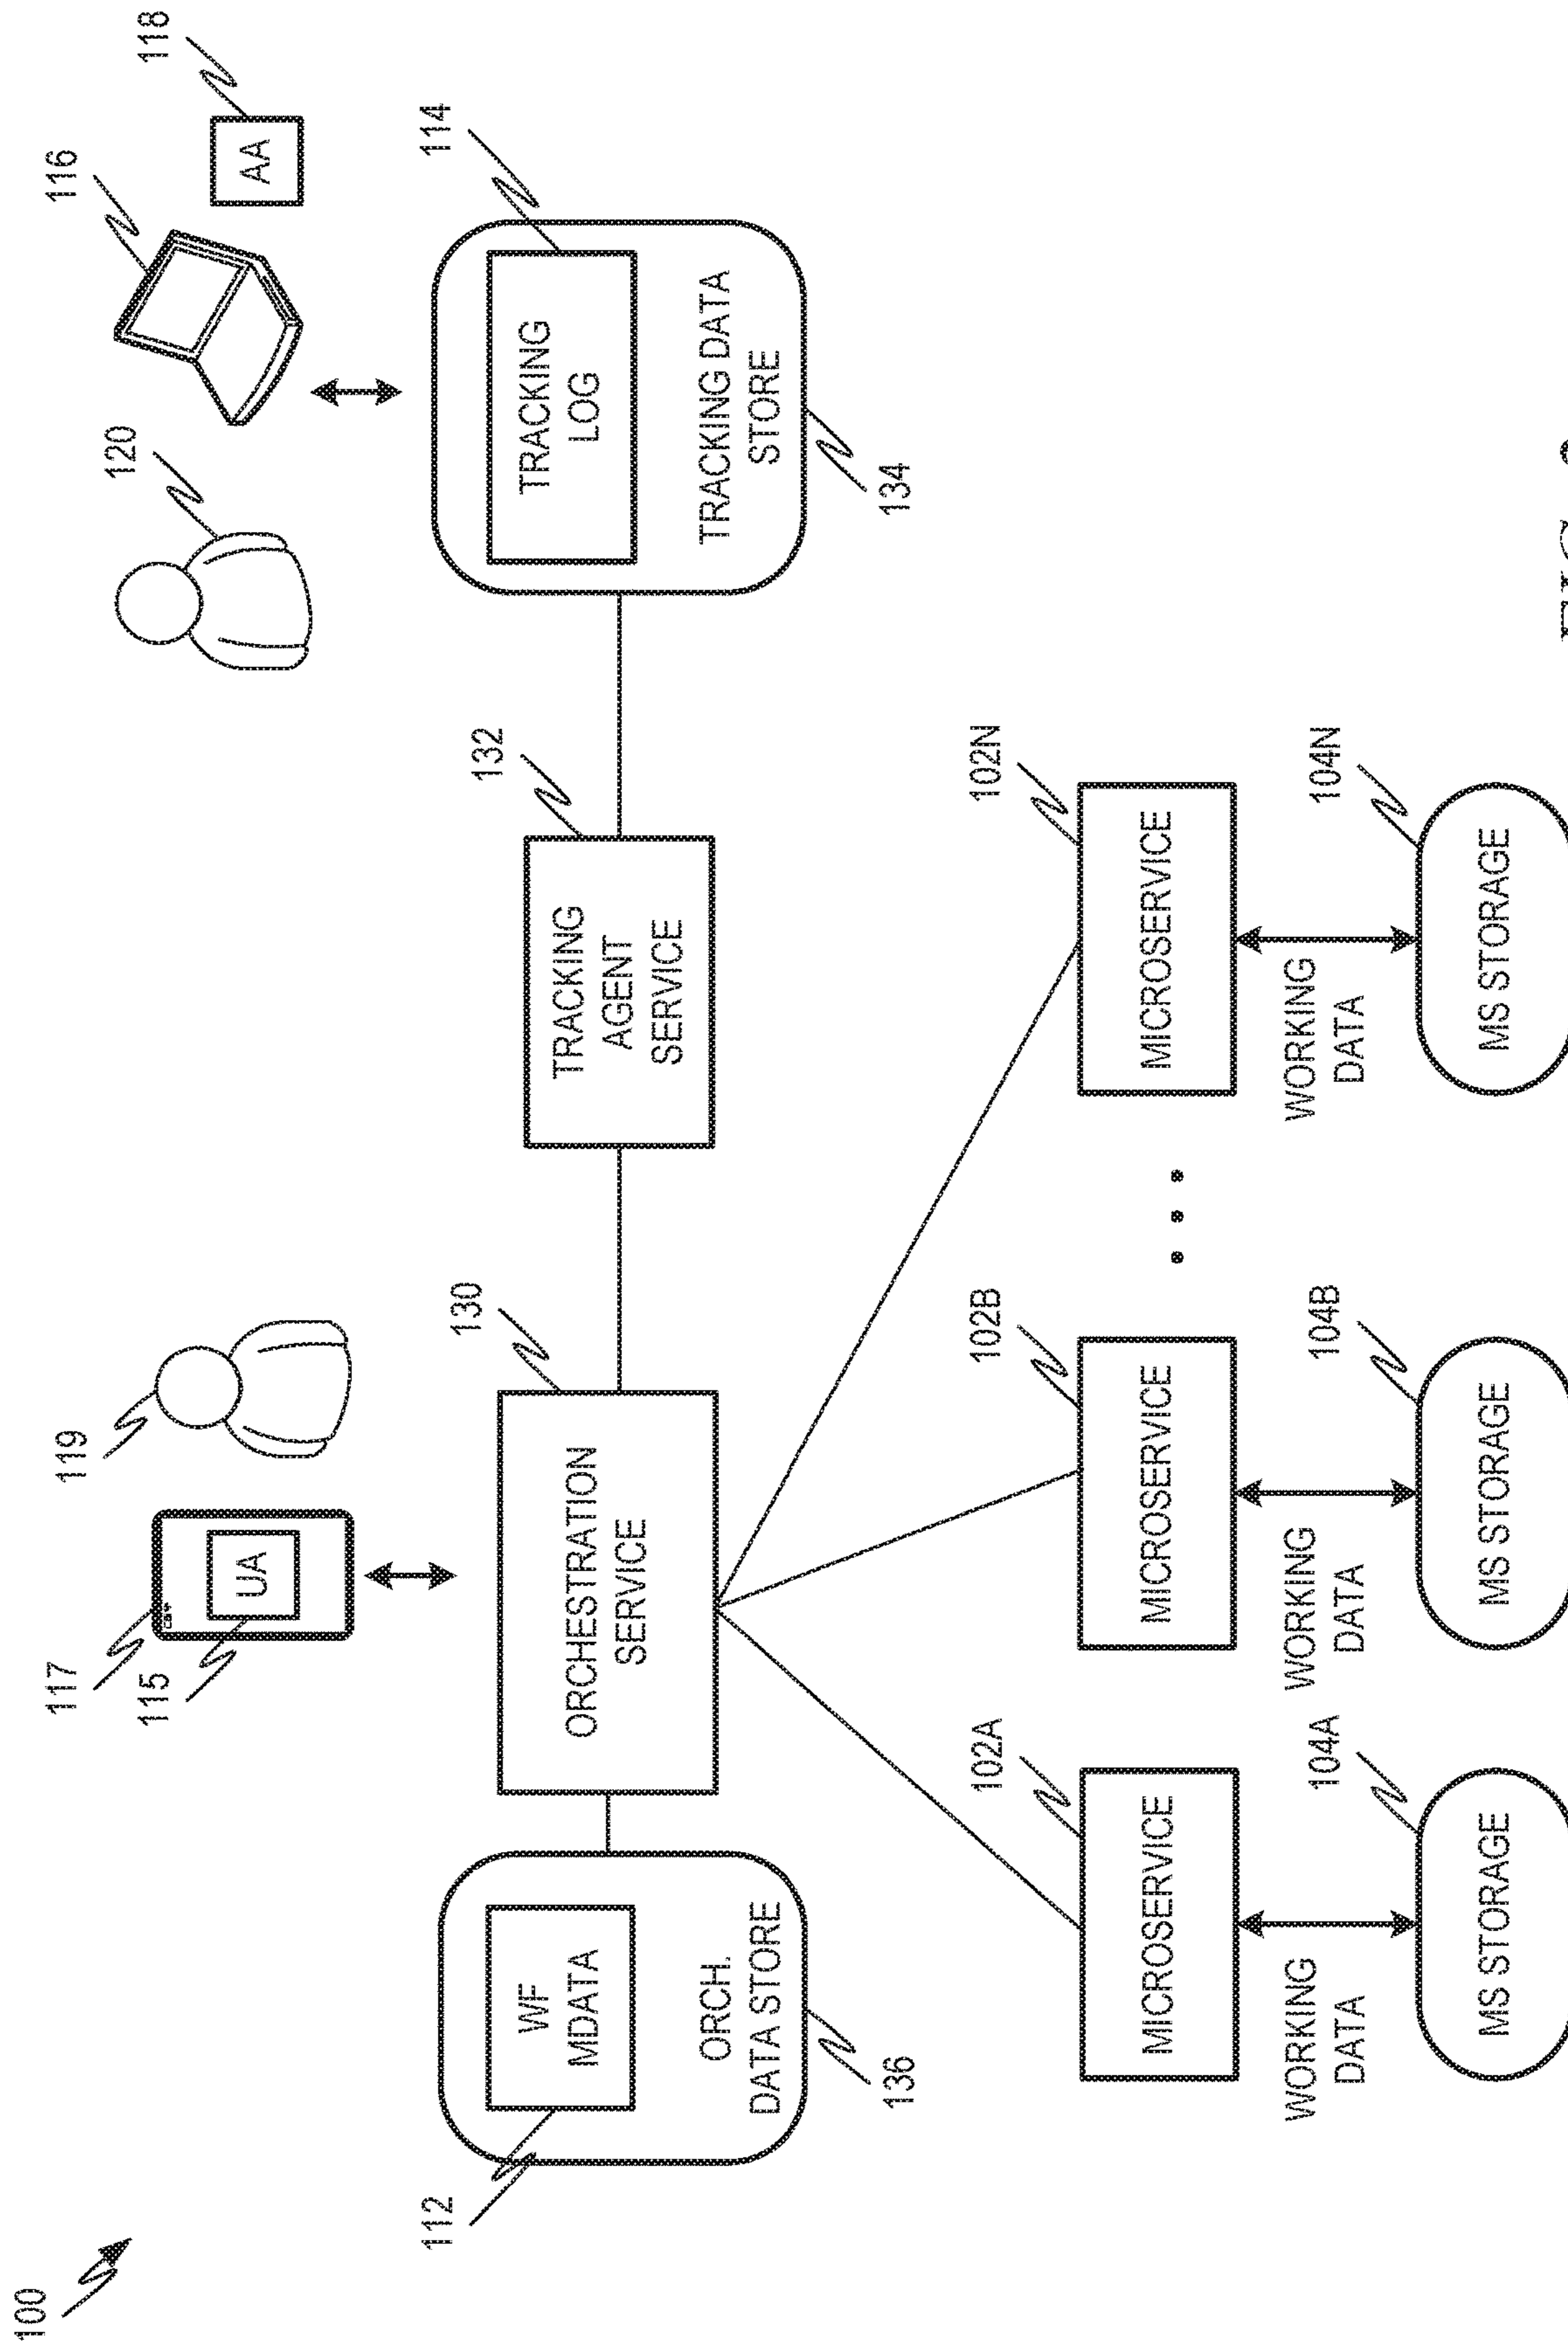 100
117
115
UA
119
120
116
118
AA
112
WF
MDATA
ORCH.
DATA STORE
136
130
ORCHESTRATION
SERVICE
132
TRACKING
AGENT
SERVICE
114
TRACKING
LOG
TRACKING DATA
STORE
134
102A
MICROSERVICE
WORKING
DATA
104A
MS STORAGE
102B
MICROSERVICE
WORKING
DATA
104B
MS STORAGE
• • •
102N
MICROSERVICE
WORKING
DATA
104N
MS STORAGE